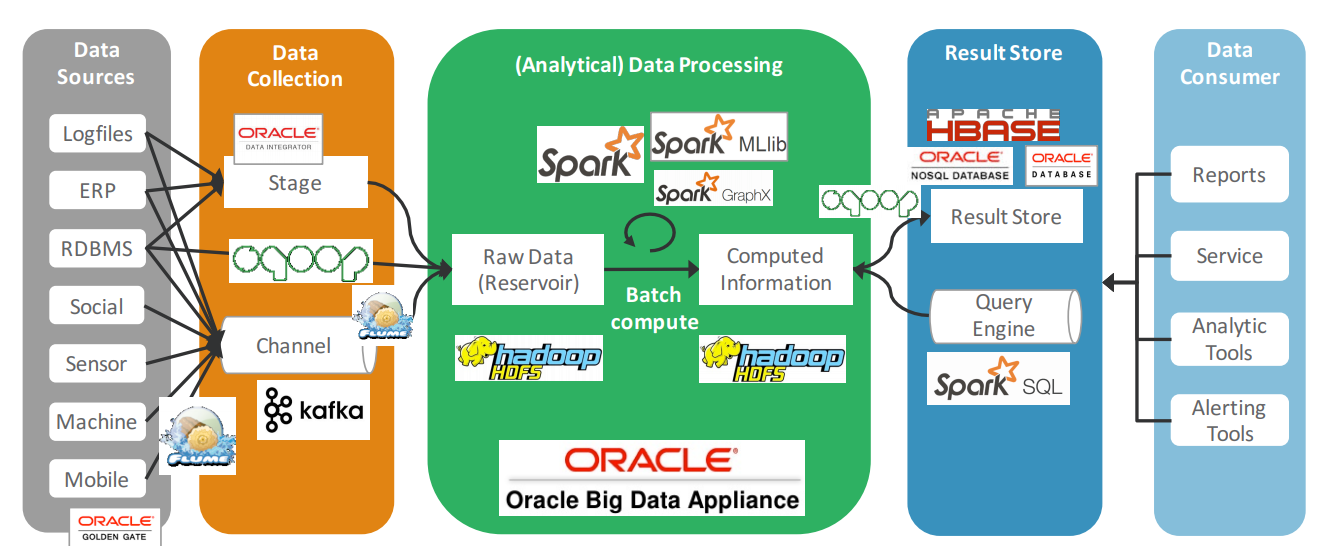 Data
Sources
Logfiles
ERP
RDBMS
Social
Sensor
Machine
Mobile
ORACLE®
GOLDEN GATE
Data
Collection
ORACLE®
DATA INTEGRATOR
Stage
sqoop
Channel
FLUME
kafka
FLUME
(Analytical) Data Processing
Spark
Spark MLlib
Spark GraphX
Raw Data
(Reservoir)
Batch
compute
Computed
Information
hadoop
HDFS
hadoop
HDFS
ORACLE®
Oracle Big Data Appliance
sqoop
Result Store
APACHE
HBASE
ORACLE®
NOSQL DATABASE
ORACLE®
DATABASE
Result Store
Query
Engine
Spark SQL
Data
Consumer
Reports
Service
Analytic
Tools
Alerting
Tools